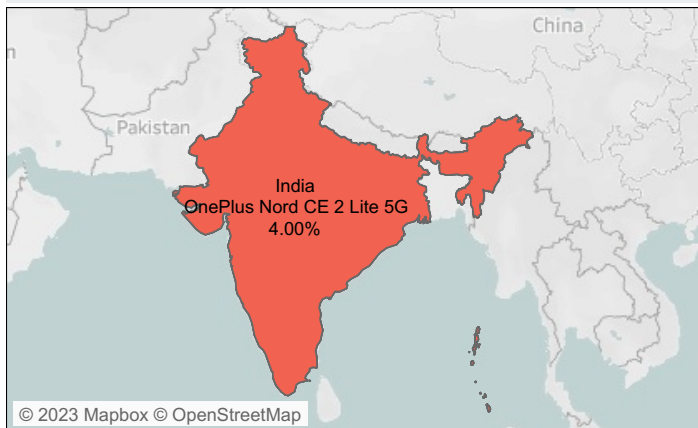 China
Pakistan
India
OnePlus Nord CE 2 Lite 5G
4.00%
© 2023 Mapbox © OpenStreetMap